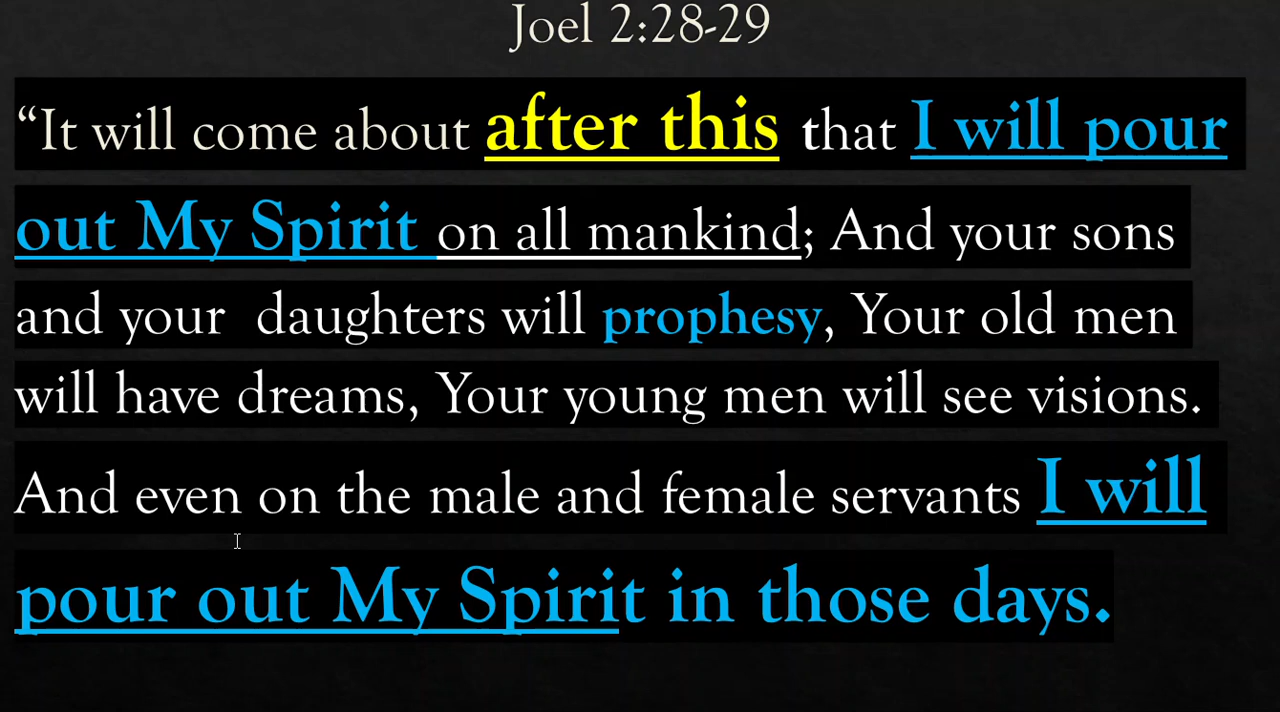 Joel 2:28-29
“It will come about after this that I will pour
out My Spirit on all mankind; And your sons
and your daughters will prophesy, Your old men
will have dreams, Your young men will see visions.
And even on the male and female servants I will
pour out My Spirit in those days.